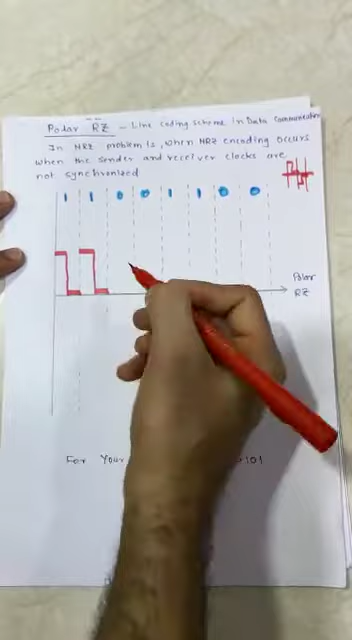 Polar RZ - Line coding scheme in Data Communication
In NRZ problem is, when NRZ encoding occurs
when the sender and receiver clocks are
not synchronized
1 1 0 0 1 1 0 0
Polar
RZ
For Your 101